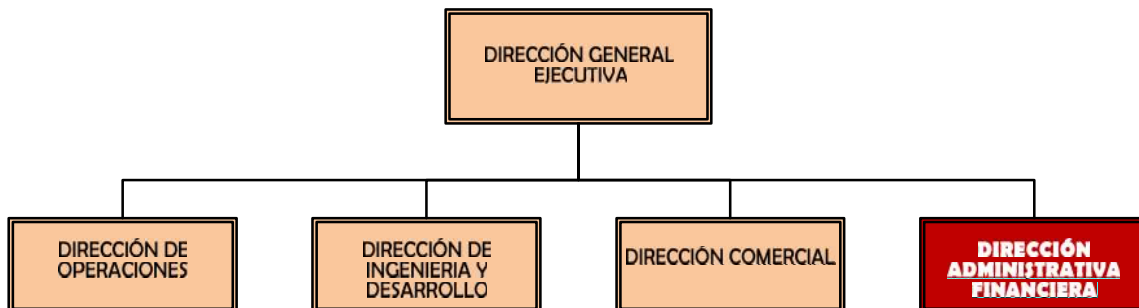 DIRECCIÓN GENERAL
EJECUTIVA
DIRECCIÓN DE
OPERACIONES
DIRECCIÓN DE
INGENIERIA Y
DESARROLLO
DIRECCIÓN COMERCIAL
DIRECCIÓN
ADMINISTRATIVA
FINANCIERA